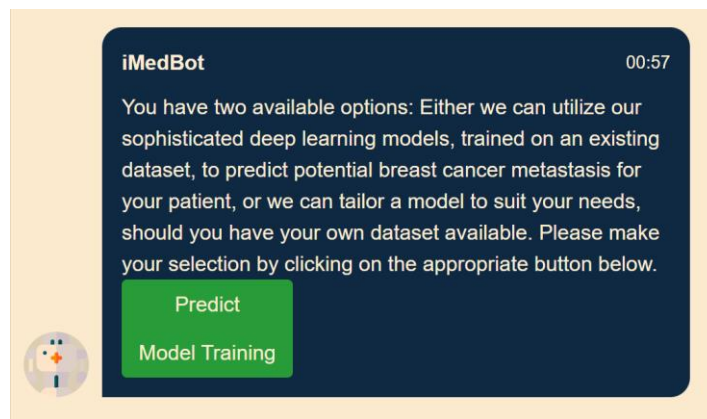 iMedBot 00:57
You have two available options: Either we can utilize our
sophisticated deep learning models, trained on an existing
dataset, to predict potential breast cancer metastasis for
your patient, or we can tailor a model to suit your needs,
should you have your own dataset available. Please make
your selection by clicking on the appropriate button below.
Predict
Model Training